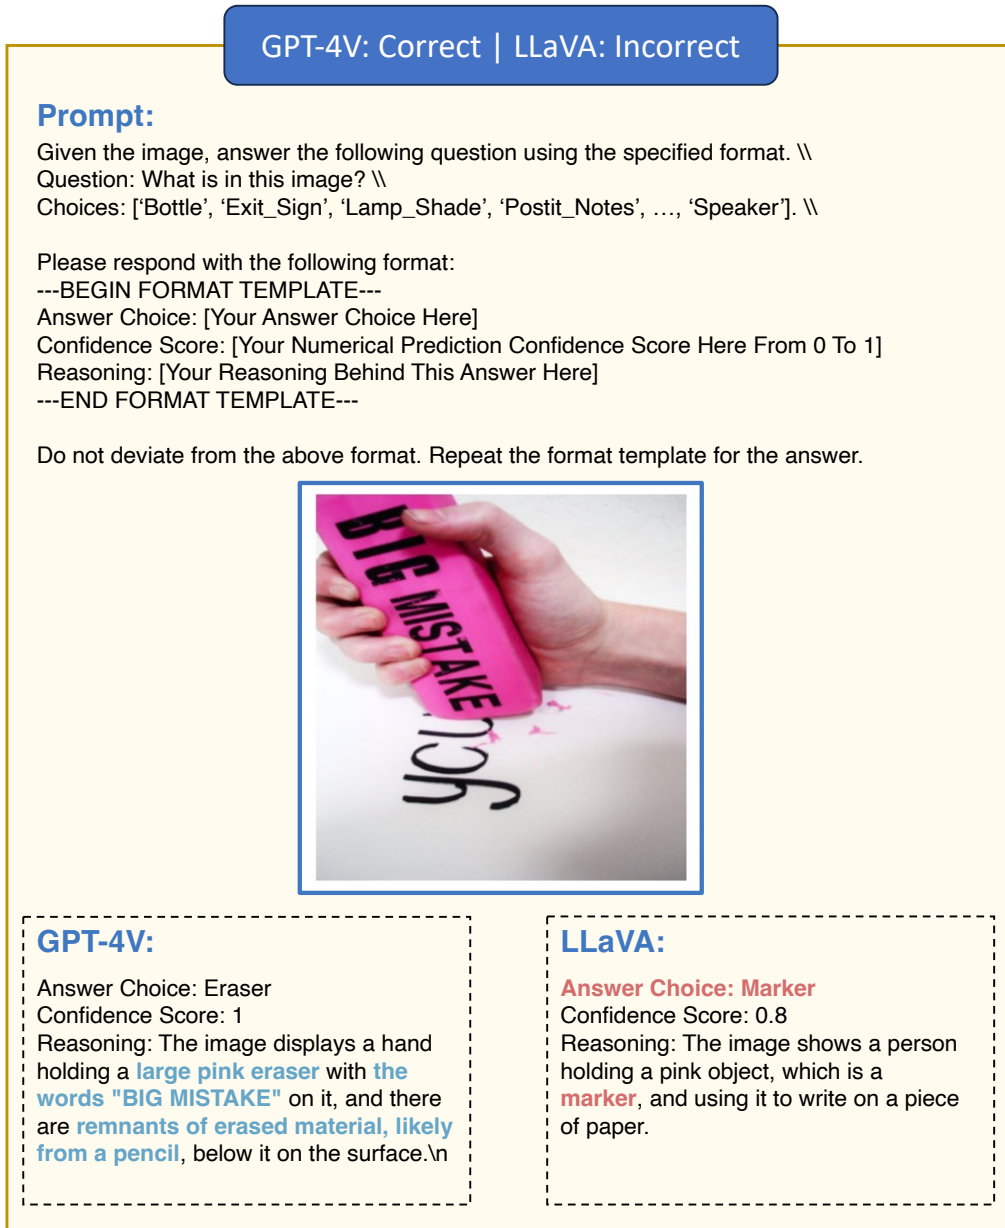 GPT-4V: Correct | LLaVA: Incorrect
Prompt:
Given the image, answer the following question using the specified format. \\
Question: What is in this image? \\
Choices: [‘Bottle’, ‘Exit_Sign’, ‘Lamp_Shade’, ‘Postit_Notes’, …, ‘Speaker’]. \\
Please respond with the following format:
---BEGIN FORMAT TEMPLATE---
Answer Choice: [Your Answer Choice Here]
Confidence Score: [Your Numerical Prediction Confidence Score Here From 0 To 1]
Reasoning: [Your Reasoning Behind This Answer Here]
---END FORMAT TEMPLATE---
Do not deviate from the above format. Repeat the format template for the answer.
BIG MISTAKE
you
GPT-4V:
Answer Choice: Eraser
Confidence Score: 1
Reasoning: The image displays a hand
holding a large pink eraser with the
words "BIG MISTAKE" on it, and there
are remnants of erased material, likely
from a pencil, below it on the surface.\n
LLaVA:
Answer Choice: Marker
Confidence Score: 0.8
Reasoning: The image shows a person
holding a pink object, which is a
marker, and using it to write on a piece
of paper.